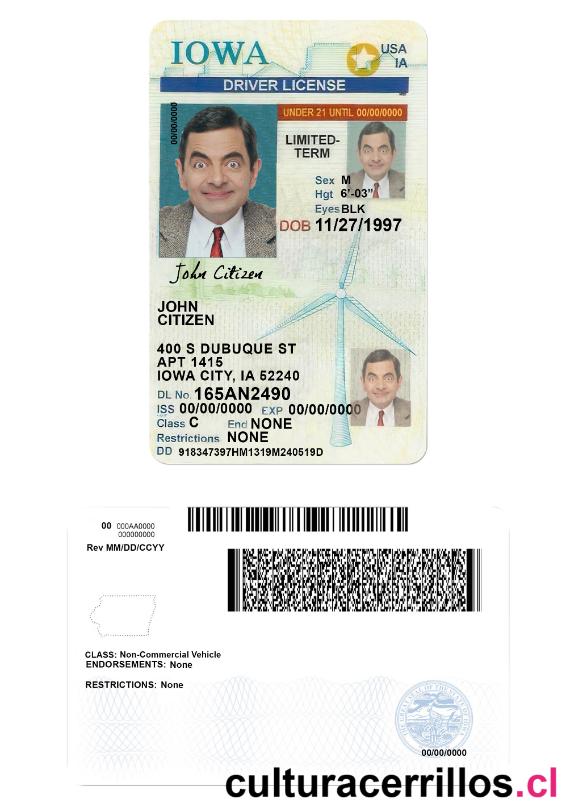 IOWA
USA
IA
DRIVER LICENSE
00/00/0000
UNDER 21 UNTIL 00/00/0000
LIMITED-
TERM
Sex M
Hgt 6'-03"
Eyes BLK
DOB 11/27/1997
John Citizen
JOHN
CITIZEN
400 S DUBUQUE ST
APT 1415
IOWA CITY, IA 52240
DL No. 165AN2490
ISS 00/00/0000 EXP 00/00/0000
Class C End NONE
Restrictions NONE
DD 918347397HM1319M240519D
00 000AA0000
000000000
Rev MM/DD/CCYY
CLASS: Non-Commercial Vehicle
ENDORSEMENTS: None
RESTRICTIONS: None
00/00/0000
culturacerrillos.cl